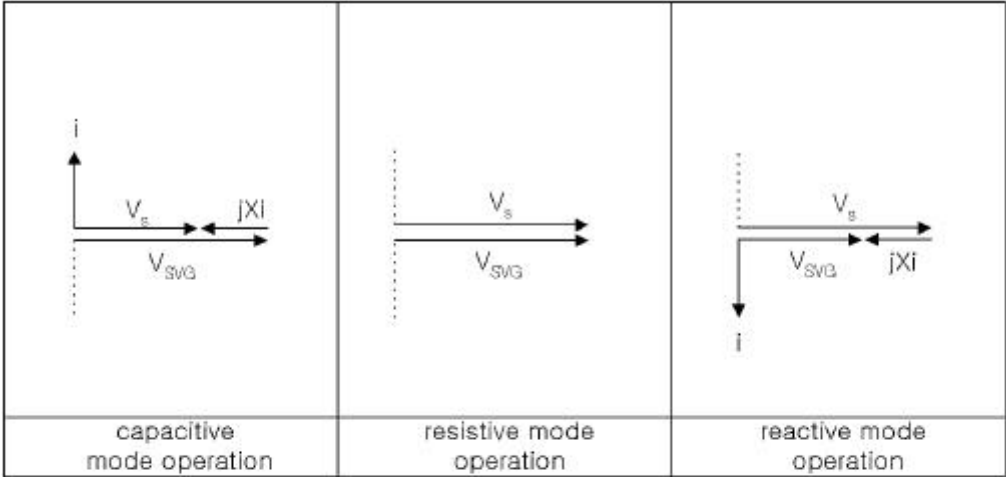 i
V_s jXi
V_SVG
capacitive
mode operation
V_s
V_SVG
resistive mode
operation
V_s
V_SVG jXi
i
reactive mode
operation